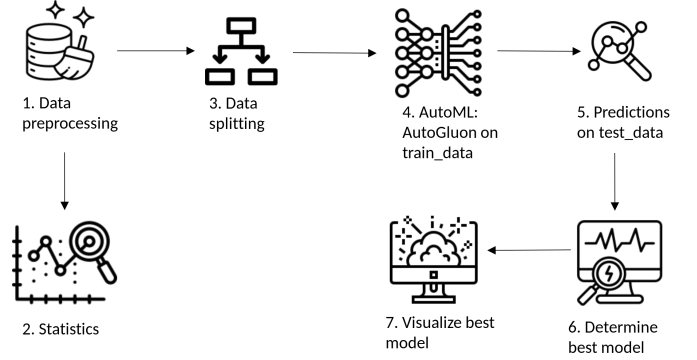 1. Data
preprocessing
3. Data
splitting
4. AutoML:
AutoGluon on
train_data
5. Predictions
on test_data
2. Statistics
7. Visualize best
model
6. Determine
best model